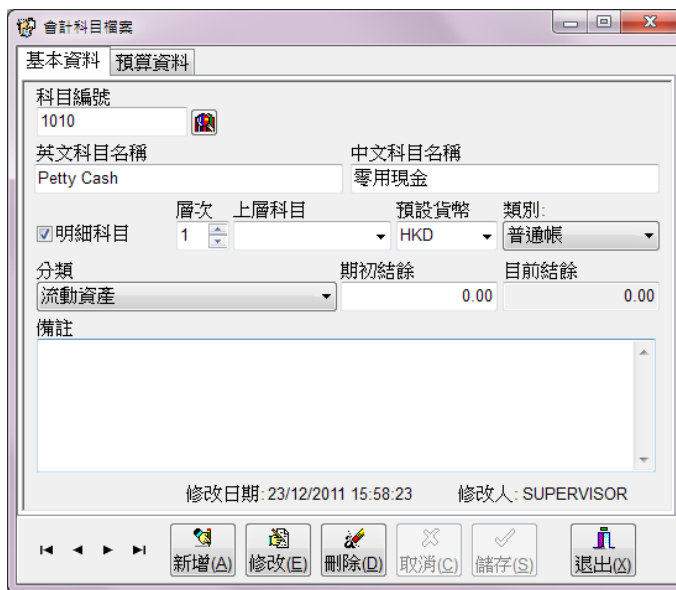 會計科目檔案
基本資料 預算資料
科目編號
1010
英文科目名稱 中文科目名稱
Petty Cash 零用現金
層次 上層科目 預設貨幣 類別:
明細科目 1 HKD 普通帳
分類 期初結餘 目前結餘
流動資產 0.00 0.00
備註
修改日期: 23/12/2011 15:58:23 修改人: SUPERVISOR
新增(A) 修改(E) 刪除(D) 取消(C) 儲存(S) 退出(X)